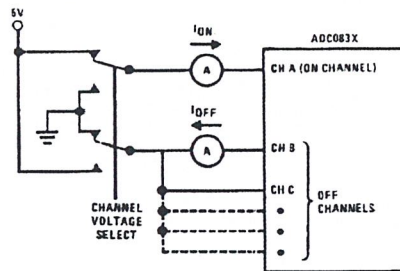 5V
ION
ADC083X
A
CH A (ON CHANNEL)
IOFF
A
CH B
CH C
OFF
CHANNELS
CHANNEL
VOLTAGE
SELECT